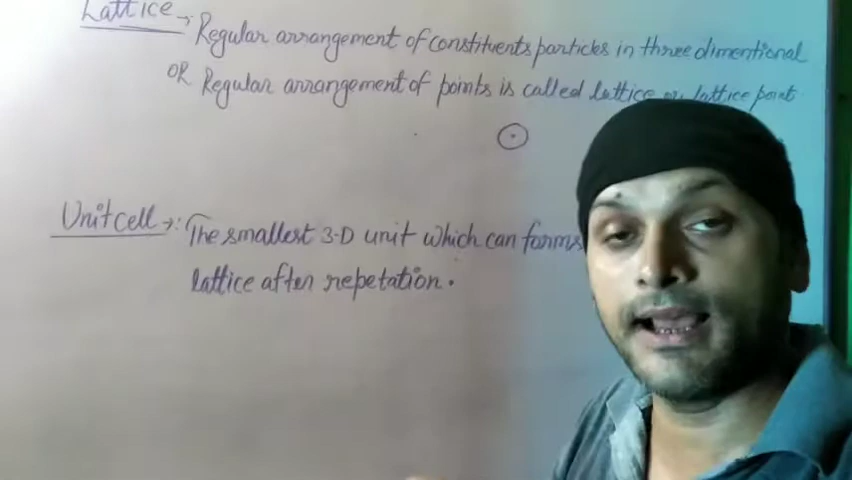 Lattice →
Regular arrangement of constituents particles in three dimentional
OR Regular arrangement of points is called lattice or lattice point
Unit cell →: The smallest 3-D unit which can forms
lattice after repetation.